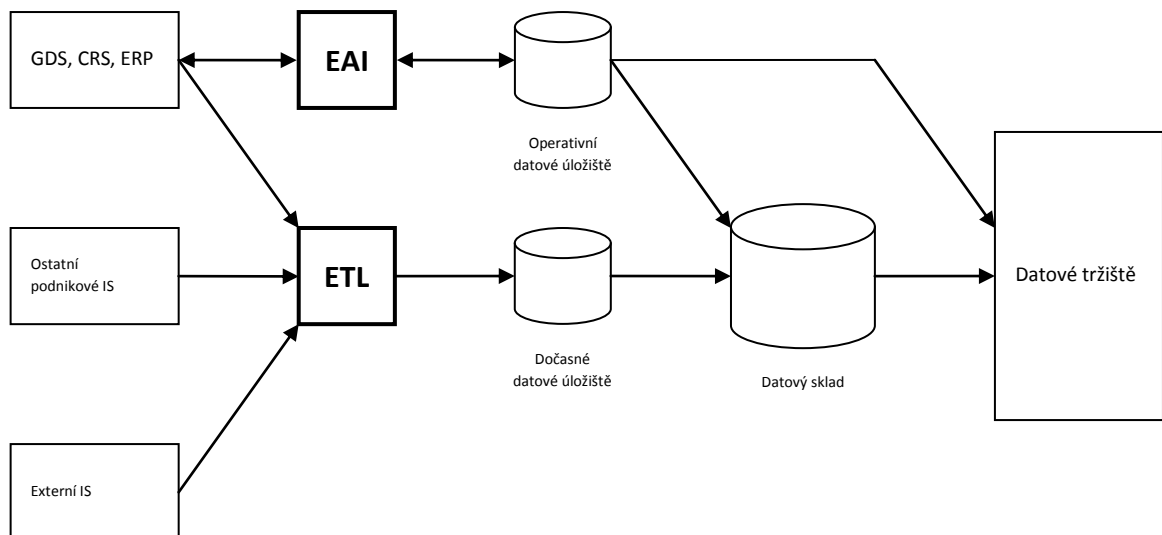 GDS, CRS, ERP
EAI
Operativní
datové úložiště
Ostatní
podnikové IS
ETL
Dočasné
datové úložiště
Datový sklad
Datové tržiště
Externí IS